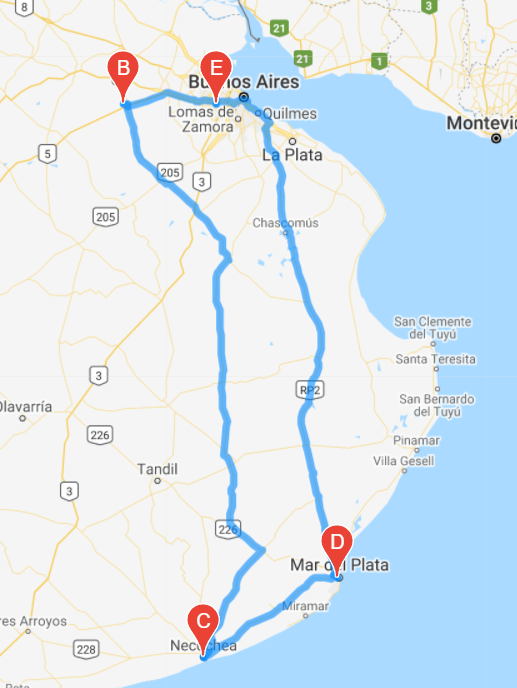 8
21
21
3
1
B
E
Buenos Aires
Lomas de
Zamora
Quilmes
Montevid
La Plata
5
205
3
205
Chascomús
San Clemente
del Tuyú
Santa Teresita
3
RP2
San Bernardo
del Tuyú
Olavarría
226
Pinamar
Villa Gesell
Tandil
3
226
D
Mar del Plata
Miramar
C
Necochea
res Arroyos
228